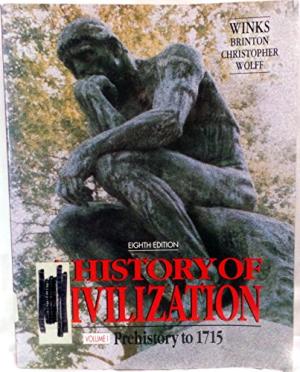 WINKS
BRINTON
CHRISTOPHER
WOLFF
EIGHTH EDITION
HISTORY OF
IVILIZATION
VOLUME I Prehistory to 1715